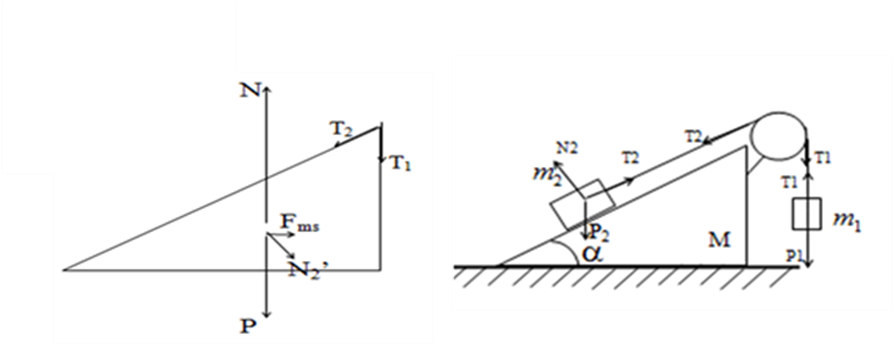 N
T₂
T₁
Fms
N₂'
P
N2
m₂
T2
T2
T1
T1
m₁
P₂
α
M
P1